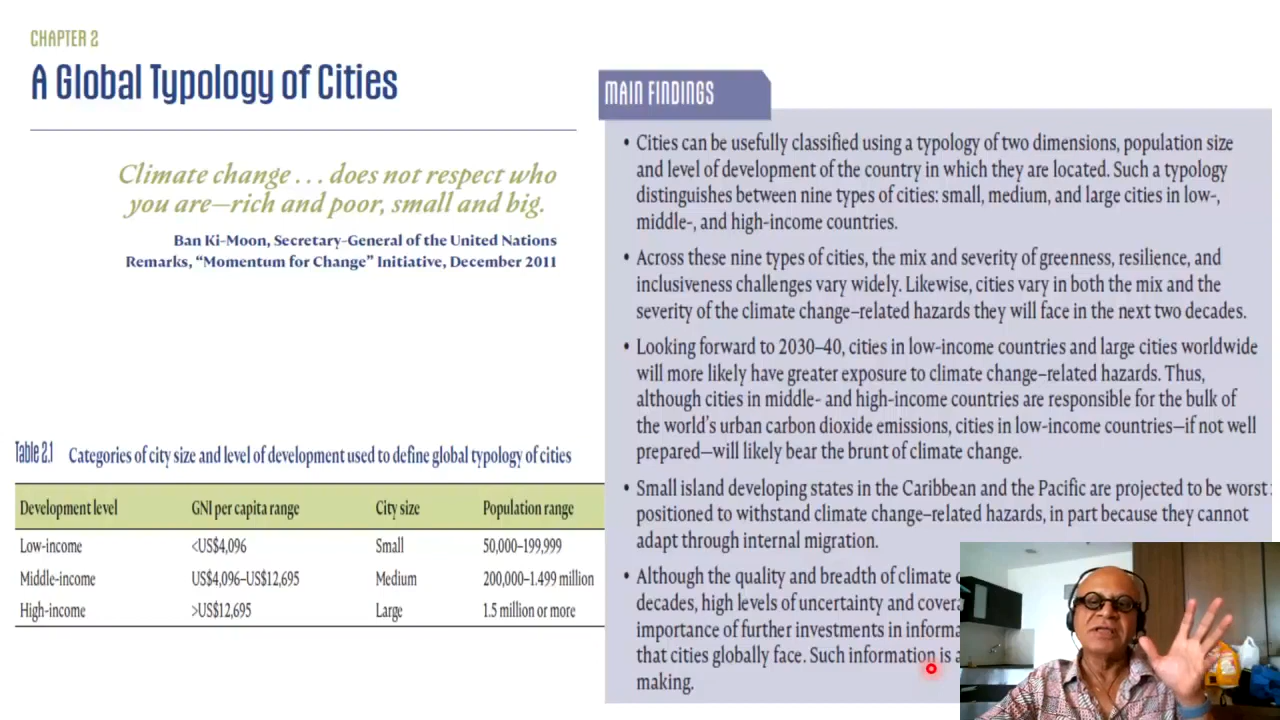 CHAPTER 2
A Global Typology of Cities
Climate change . . . does not respect who
you are—rich and poor, small and big.
Ban Ki-Moon, Secretary-General of the United Nations
Remarks, “Momentum for Change” Initiative, December 2011
Table 2.1 Categories of city size and level of development used to define global typology of cities
Development level GNI per capita range City size Population range
Low-income <US$4,096 Small 50,000–199,999
Middle-income US$4,096–US$12,695 Medium 200,000–1.499 million
High-income >US$12,695 Large 1.5 million or more
MAIN FINDINGS
• Cities can be usefully classified using a typology of two dimensions, population size
and level of development of the country in which they are located. Such a typology
distinguishes between nine types of cities: small, medium, and large cities in low-,
middle-, and high-income countries.
• Across these nine types of cities, the mix and severity of greenness, resilience, and
inclusiveness challenges vary widely. Likewise, cities vary in both the mix and the
severity of the climate change–related hazards they will face in the next two decades.
• Looking forward to 2030–40, cities in low-income countries and large cities worldwide
will more likely have greater exposure to climate change–related hazards. Thus,
although cities in middle- and high-income countries are responsible for the bulk of
the world’s urban carbon dioxide emissions, cities in low-income countries—if not well
prepared—will likely bear the brunt of climate change.
• Small island developing states in the Caribbean and the Pacific are projected to be worst
positioned to withstand climate change–related hazards, in part because they cannot
adapt through internal migration.
• Although the quality and breadth of climate
decades, high levels of uncertainty and
importance of further investments in
that cities globally face. Such information is
making.